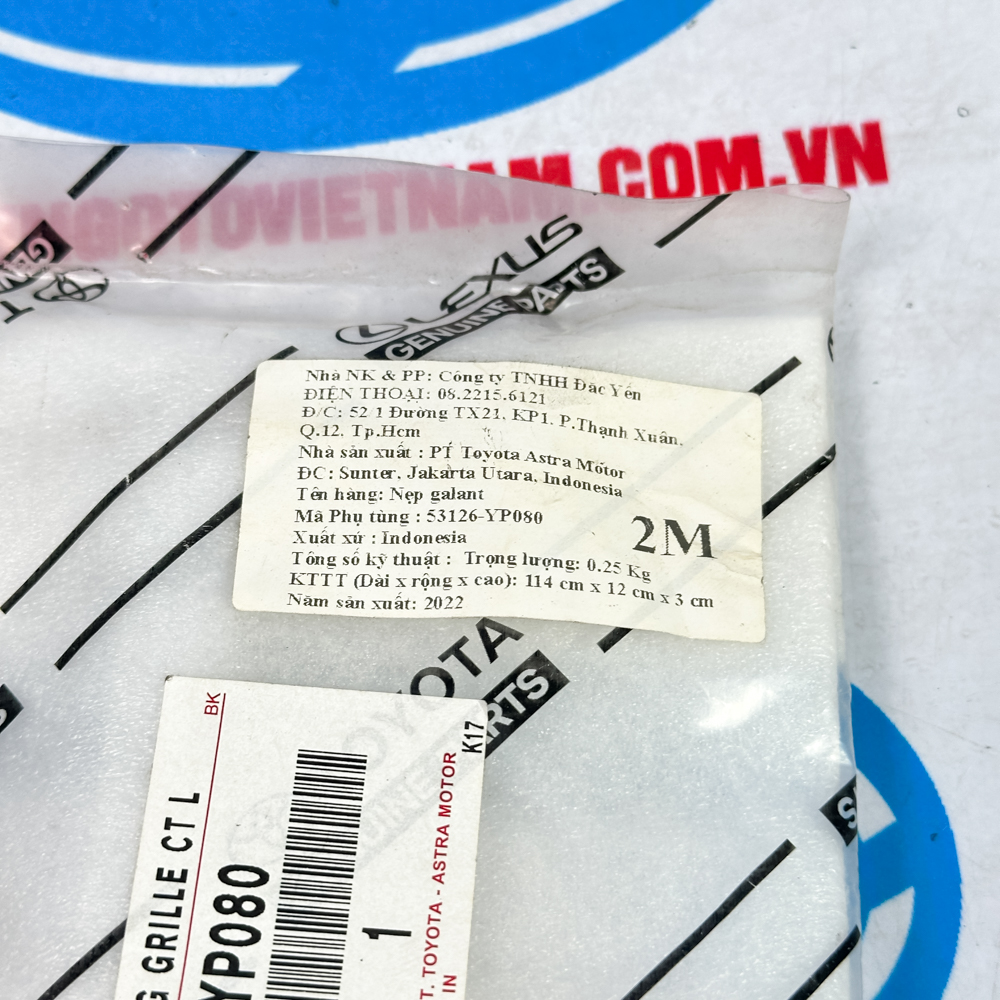 NGOTOVIETNAM.COM.VN
LEXUS
GENUINE PARTS
Nhà NK & PP: Công ty TNHH Đắc Yến
ĐIỆN THOẠI: 08.2215.6121
Đ/C: 52/1 Đường TX21, KP1, P.Thạnh Xuân,
Q.12, Tp.Hcm
Nhà sản xuất : PT Toyota Astra Motor
ĐC: Sunter, Jakarta Utara, Indonesia
Tên hàng: Nẹp galant
Mã Phụ tùng : 53126-YP080
Xuất xứ : Indonesia
2M
Tổng số kỹ thuật : Trọng lượng: 0.25 Kg
KTTT (Dài x rộng x cao): 114 cm x 12 cm x 3 cm
Năm sản xuất: 2022
TOYOTA
GENUINE PARTS
BK
K17
G GRILLE CT L
YP080
1
T. TOYOTA - ASTRA MOTOR
IN